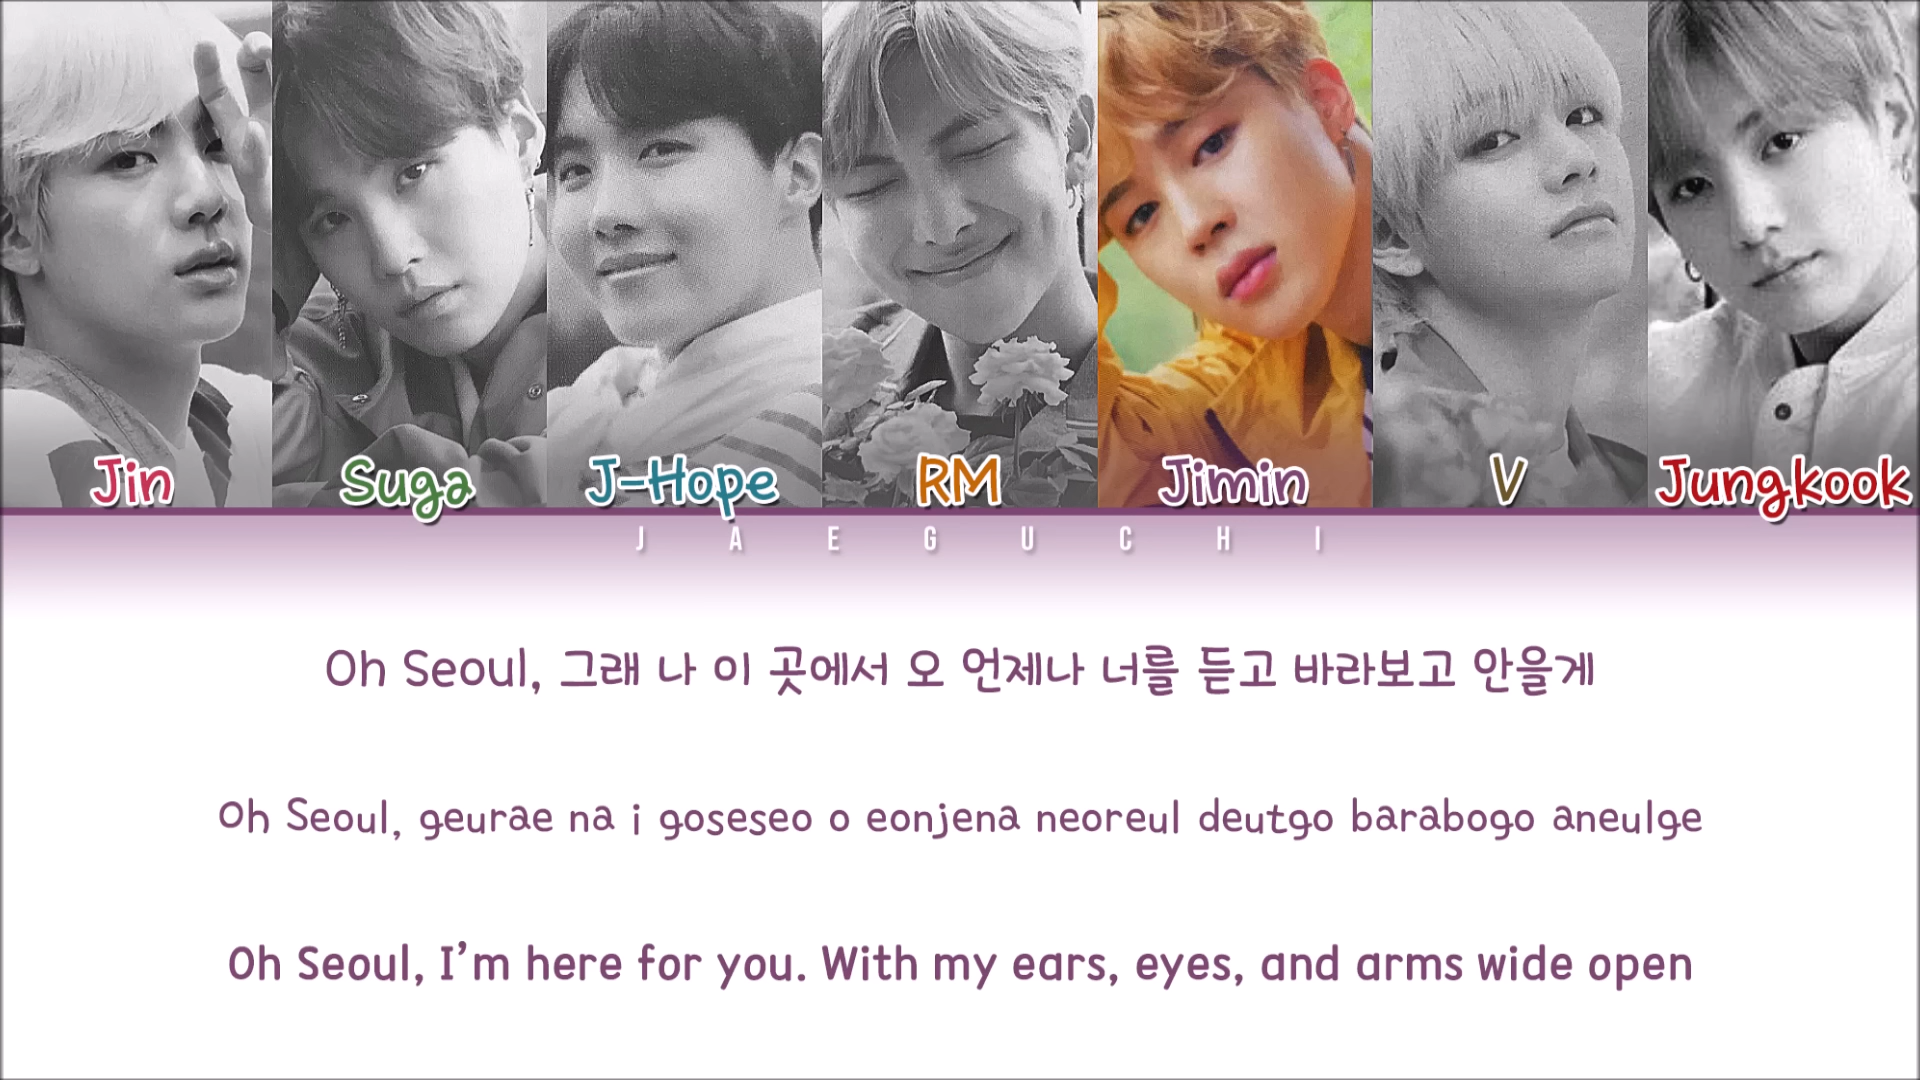 Jin Suga J-Hope RM Jimin V Jungkook
JAEGUCHI
Oh Seoul, 그래 나 이 곳에서 오 언제나 너를 듣고 바라보고 안을게
Oh Seoul, geurae na i goseseo o eonjena neoreul deutgo barabogo aneulge
Oh Seoul, I’m here for you. With my ears, eyes, and arms wide open